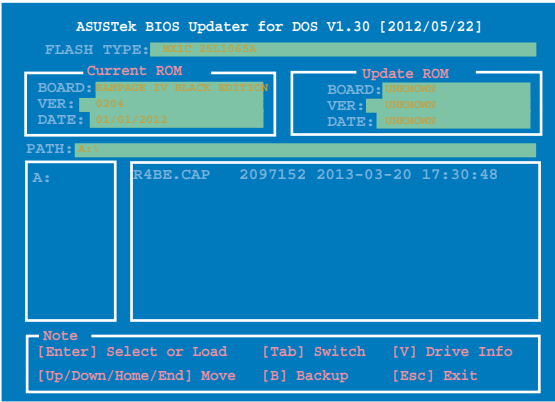 ASUSTek BIOS Updater for DOS V1.30 [2012/05/22]
FLASH TYPE: MXIC 25L1065A
Current ROM
BOARD: RAMPAGE IV BLACK EDITION
VER: 0204
DATE: 01/01/2012
Update ROM
BOARD: UNKNOWN
VER: UNKNOWN
DATE: UNKNOWN
PATH: A:\
A:
R4BE.CAP 2097152 2013-03-20 17:30:48
Note
[Enter] Select or Load [Tab] Switch [V] Drive Info
[Up/Down/Home/End] Move [B] Backup [Esc] Exit